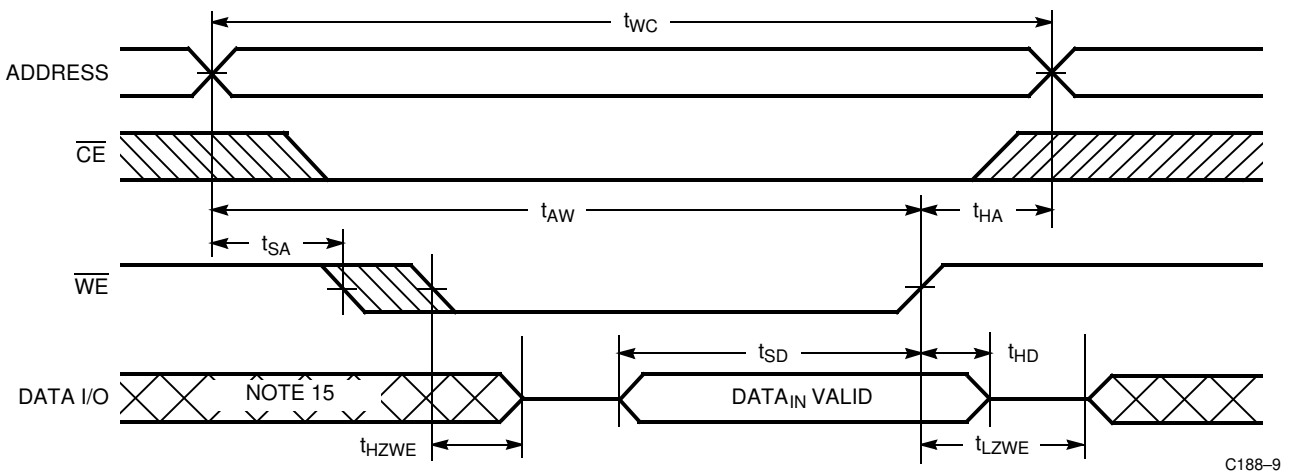 tWC
ADDRESS
CE
tAW
tHA
tSA
WE
tSD
tHD
DATA I/O
NOTE 15
DATAIN VALID
tHZWE
tLZWE
C188–9